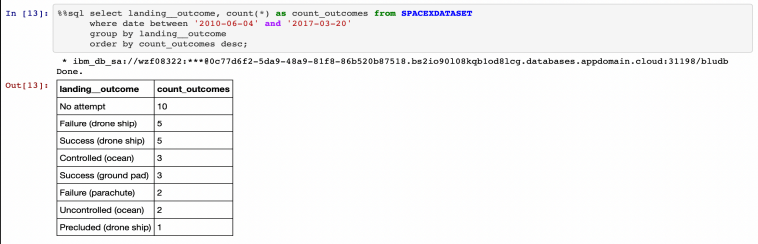 In [13]: %%sql select landing__outcome, count(*) as count_outcomes from SPACEXDATASET
where date between '2010-06-04' and '2017-03-20'
group by landing__outcome
order by count_outcomes desc;
* ibm_db_sa://wzf08322:***@0c77d6f2-5da9-48a9-81f8-86b520b87518.bs2io90l08kqb1od8lcg.databases.appdomain.cloud:31198/bludb
Done.
Out[13]: landing__outcome count_outcomes
No attempt 10
Failure (drone ship) 5
Success (drone ship) 5
Controlled (ocean) 3
Success (ground pad) 3
Failure (parachute) 2
Uncontrolled (ocean) 2
Precluded (drone ship) 1